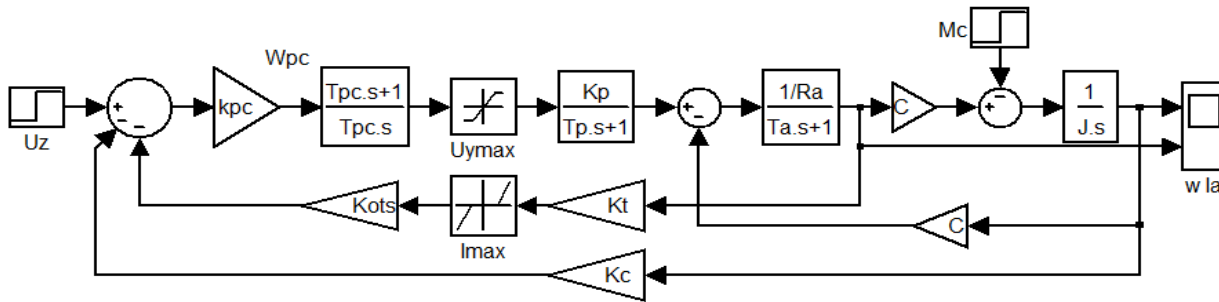 Mc
Wpc
Uz
+
−
−
kpc
Tpc.s+1
Tpc.s
Uymax
Kp
Tp.s+1
+
−
1/Ra
Ta.s+1
C
−
+
1
J.s
w Ia
Kots
Imax
Kt
C
Kc